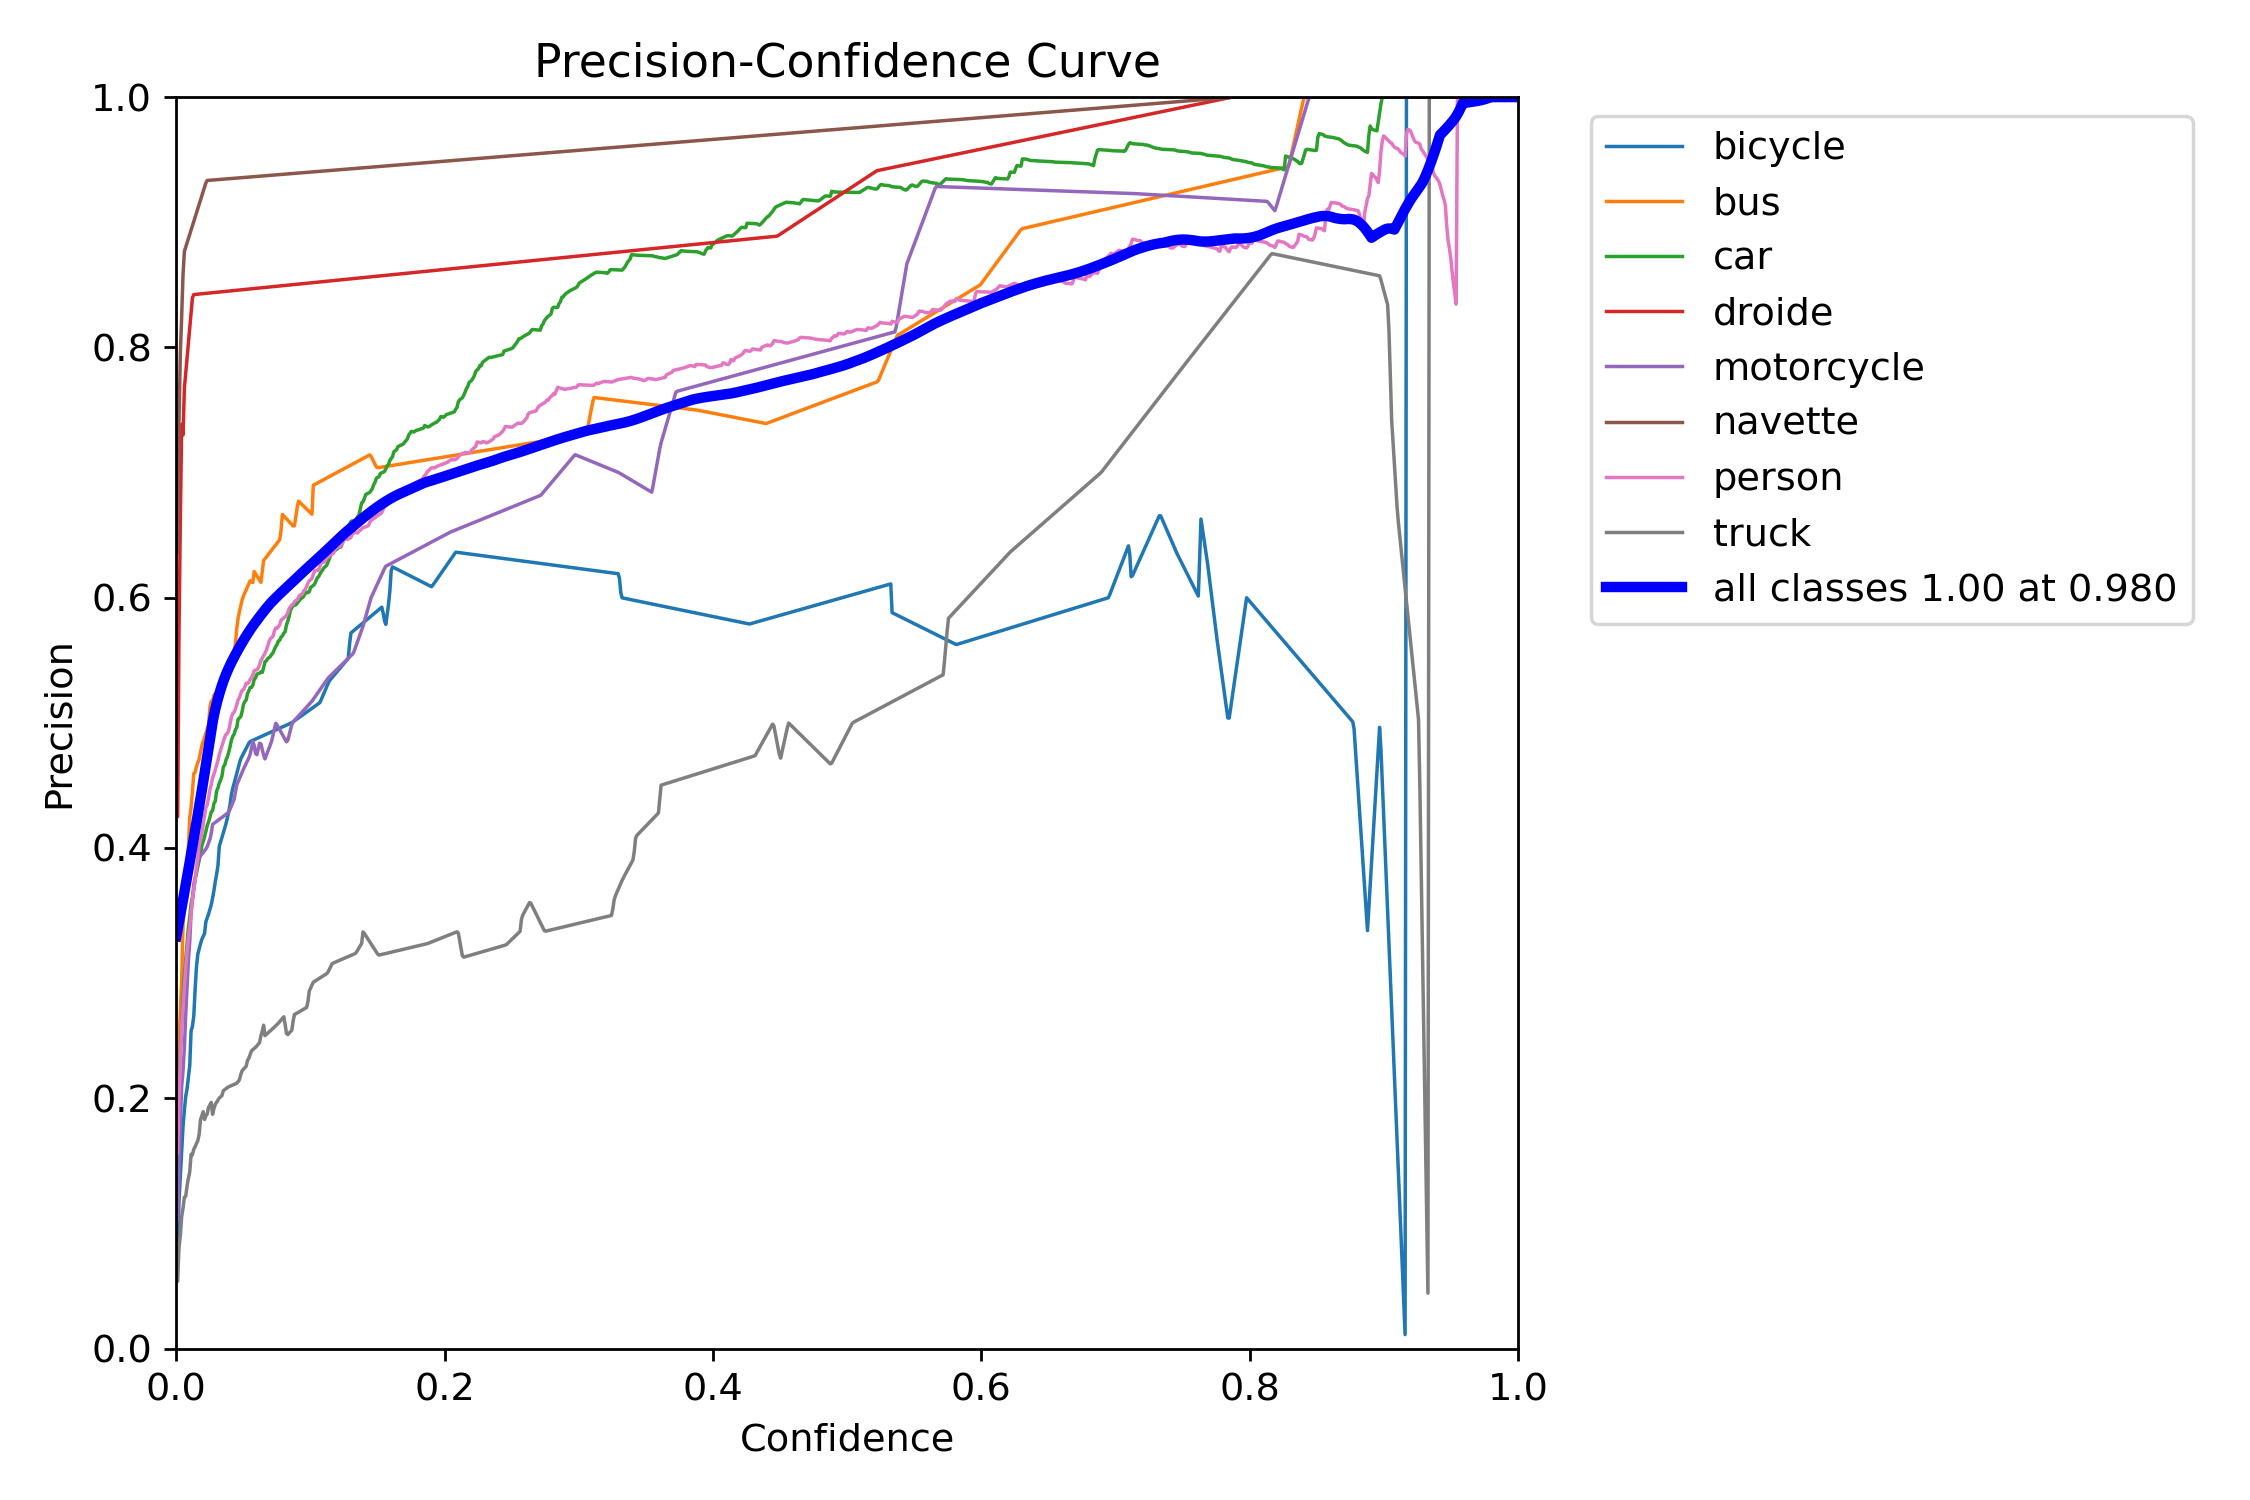 Precision-Confidence Curve
1.0
0.8
0.6
0.4
0.2
0.0
Precision
0.0 0.2 0.4 0.6 0.8 1.0
Confidence
bicycle
bus
car
droide
motorcycle
navette
person
truck
all classes 1.00 at 0.980